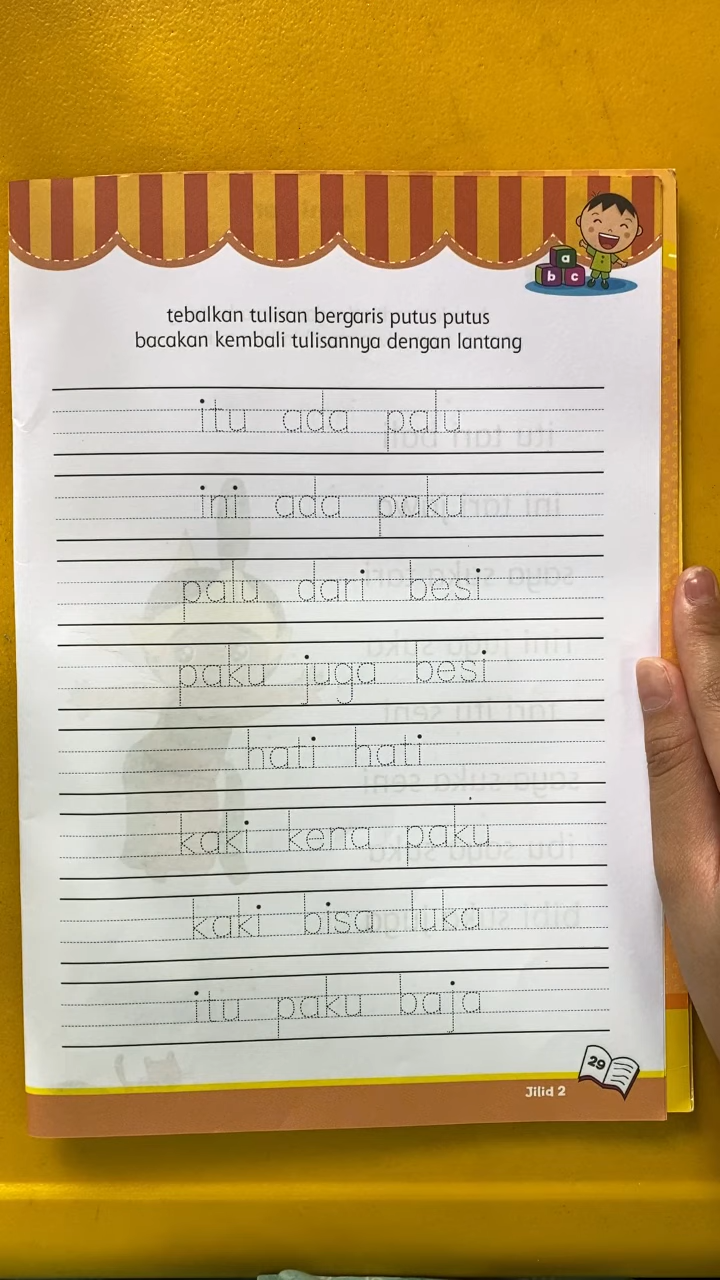 a
b c
tebalkan tulisan bergaris putus putus
bacakan kembali tulisannya dengan lantang
itu ada palu
ini ada paku
palu dari besi
paku juga besi
hati hati
kaki kena paku
kaki bisa luka
itu paku baja
29
Jilid 2